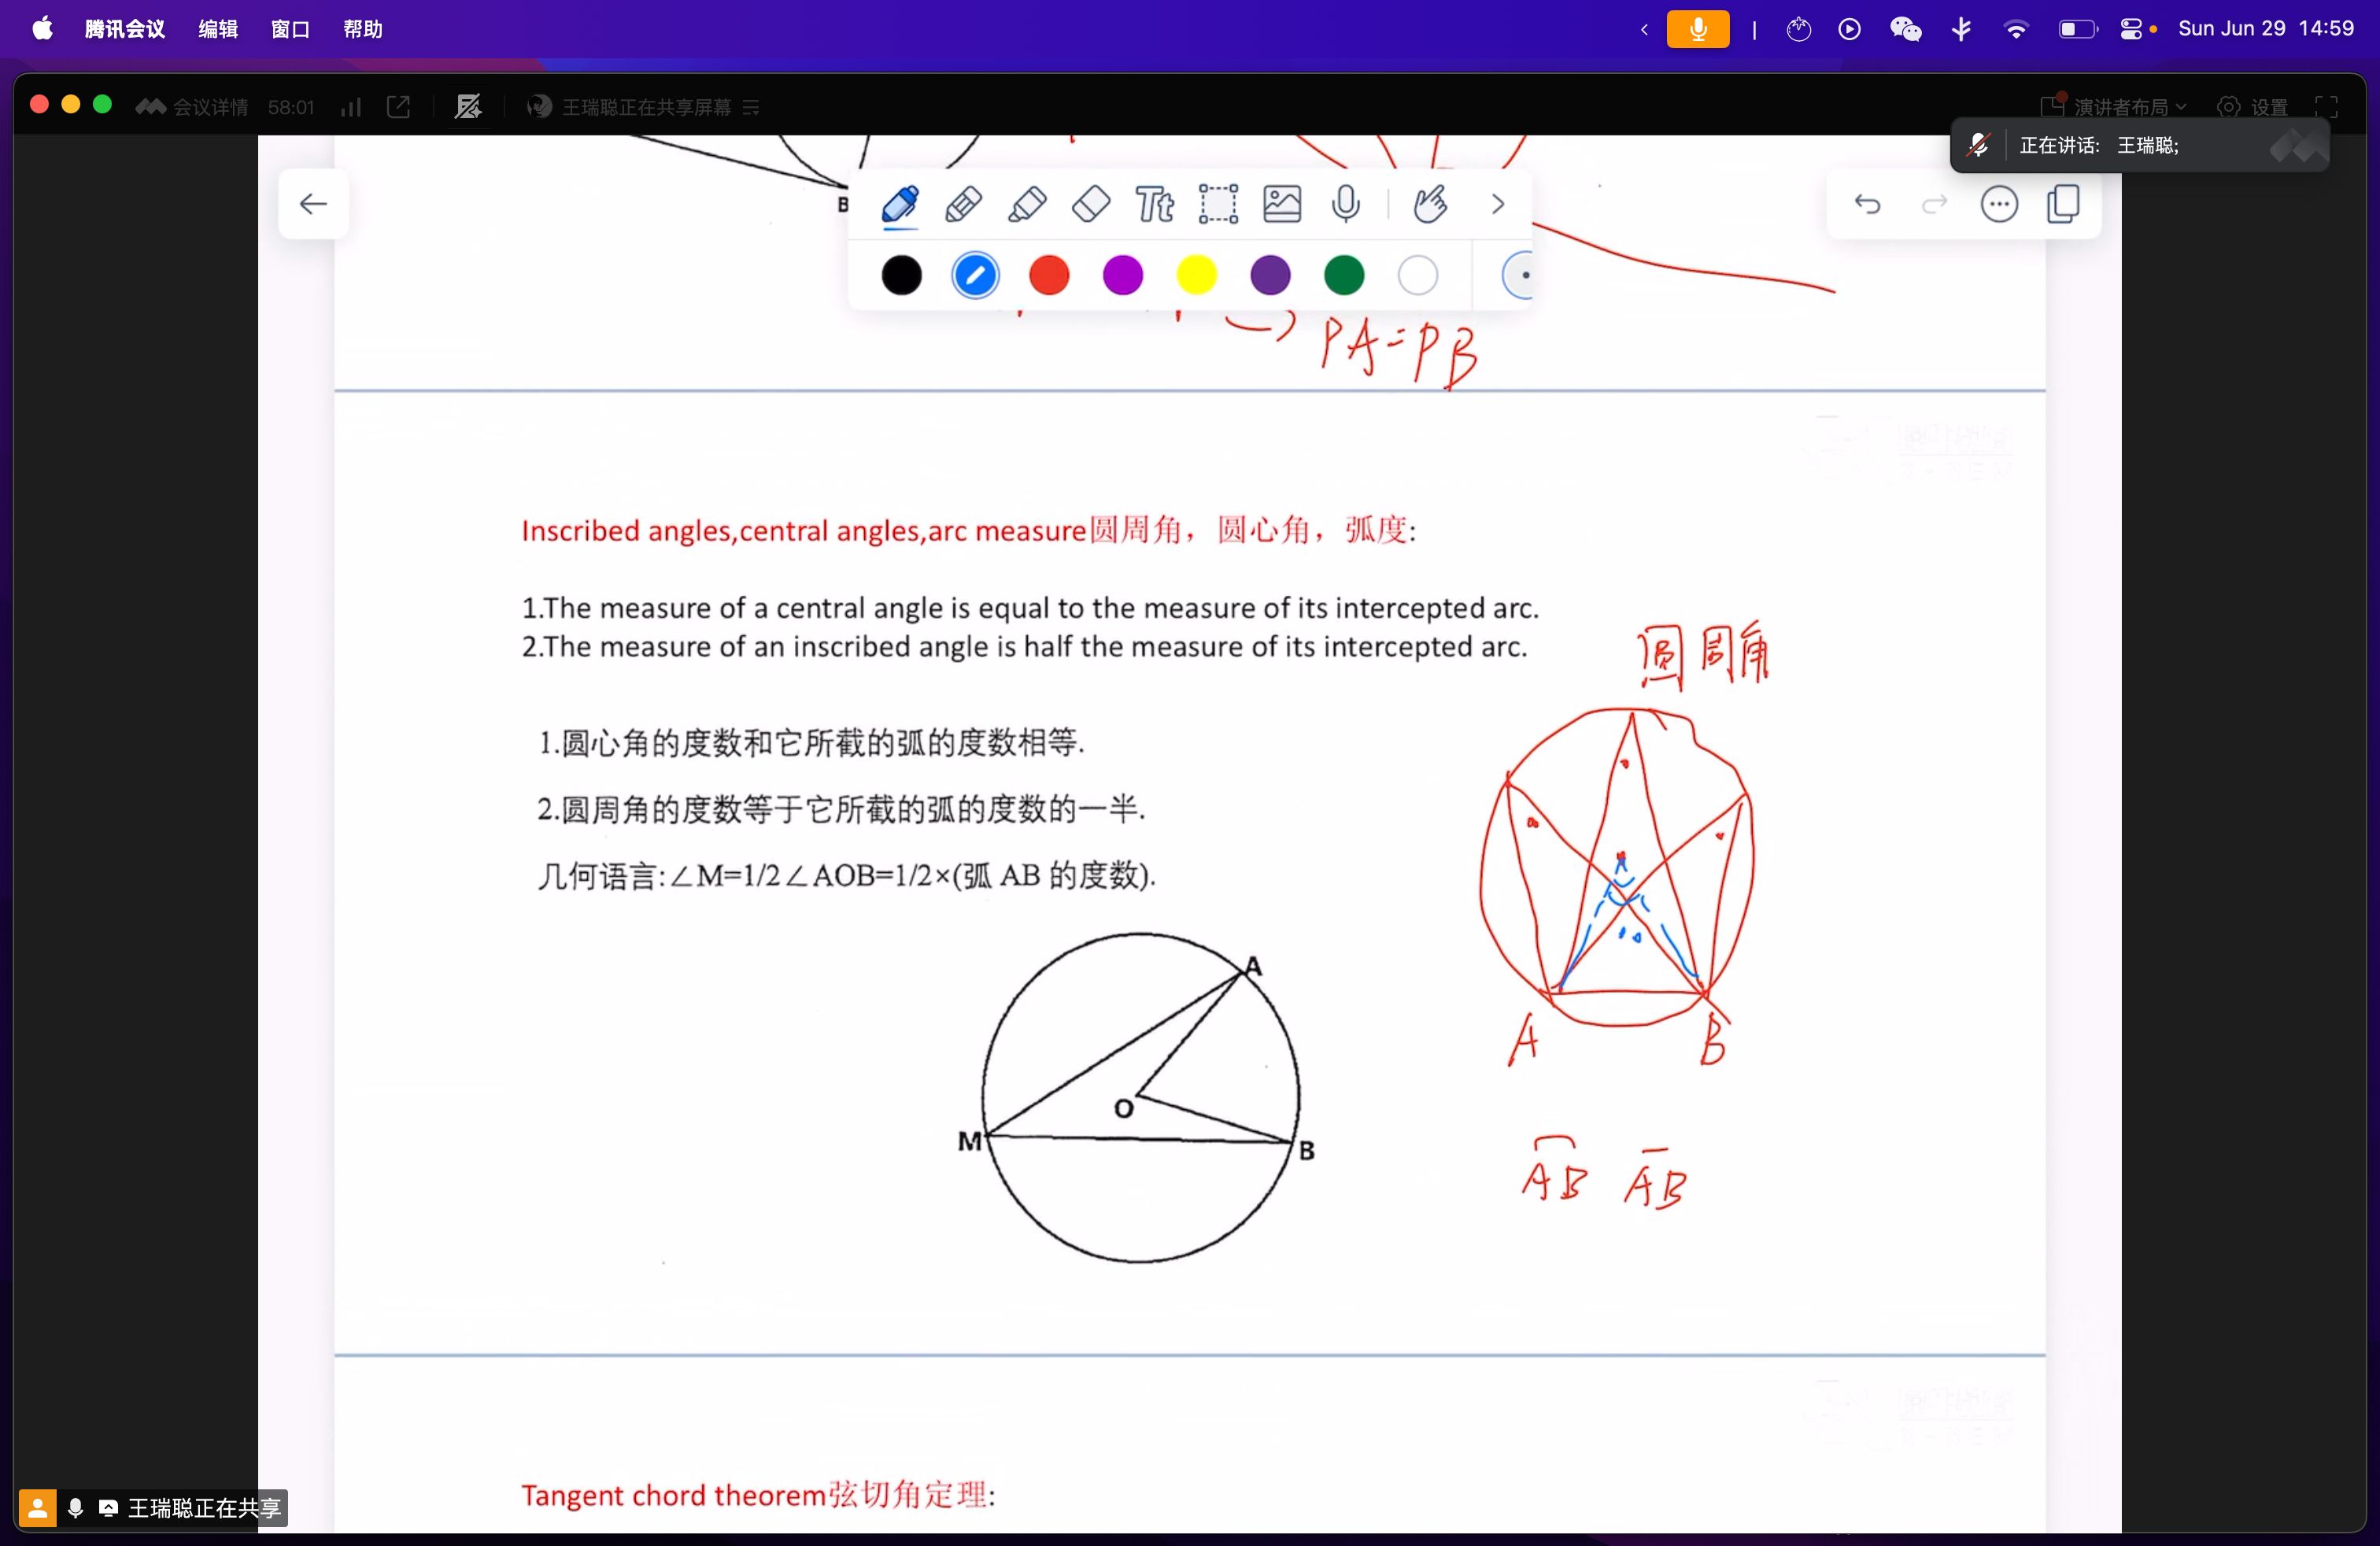 腾讯会议 编辑 窗口 帮助 Sun Jun 29 14:59
会议详情 58:01 王瑞聪正在共享屏幕 演讲者布局 设置
正在讲话: 王瑞聪;
B
Tt
PA=PB
Inscribed angles,central angles,arc measure圆周角，圆心角，弧度:
1.The measure of a central angle is equal to the measure of its intercepted arc.
2.The measure of an inscribed angle is half the measure of its intercepted arc.
圆周角
1.圆心角的度数和它所截的弧的度数相等.
2.圆周角的度数等于它所截的弧的度数的一半.
几何语言:∠M=1/2∠AOB=1/2×(弧 AB 的度数).
A
O
M
B
A B
AB AB
Tangent chord theorem弦切角定理:
王瑞聪正在共享